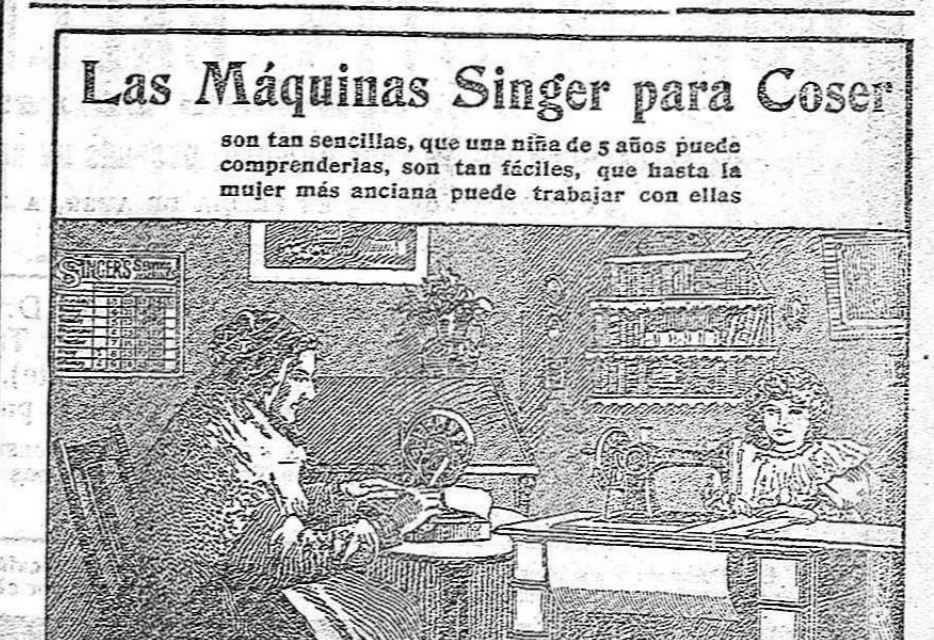 Las Máquinas Singer para Coser
son tan sencillas, que una niña de 5 años puede
comprenderlas, son tan fáciles, que hasta la
mujer más anciana puede trabajar con ellas
SINGERS